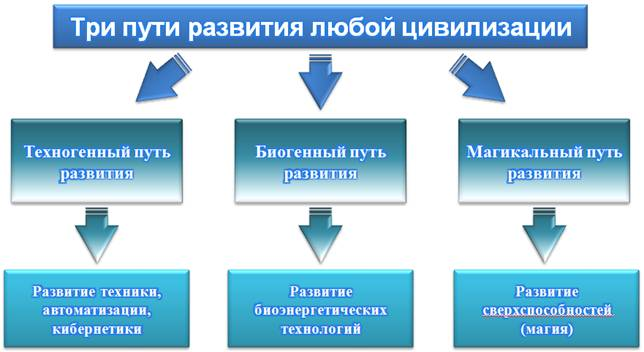 Три пути развития любой цивилизации
Техногенный путь
развития
Биогенный путь
развития
Магикальный путь
развития
Развитие техники,
автоматизации,
кибернетики
Развитие
биоэнергетических
технологий
Развитие
сверхспособностей
(магия)